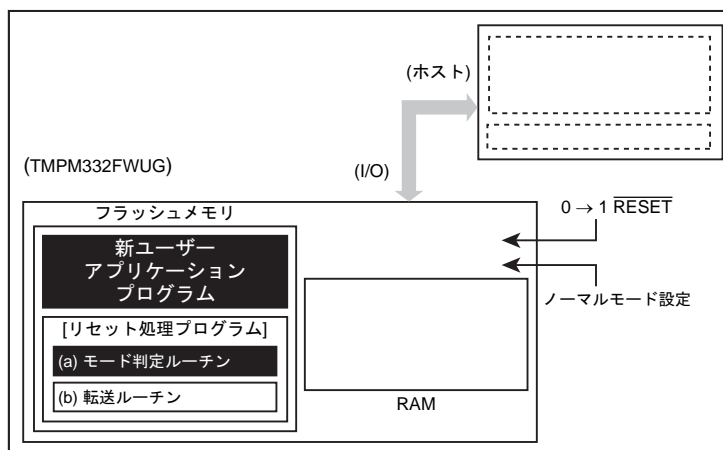 (ホスト)
(TMPM332FWUG)
(I/O)
フラッシュメモリ
0 → 1 RESET
新ユーザー
アプリケーション
プログラム
ノーマルモード設定
[リセット処理プログラム]
(a) モード判定ルーチン
(b) 転送ルーチン
RAM